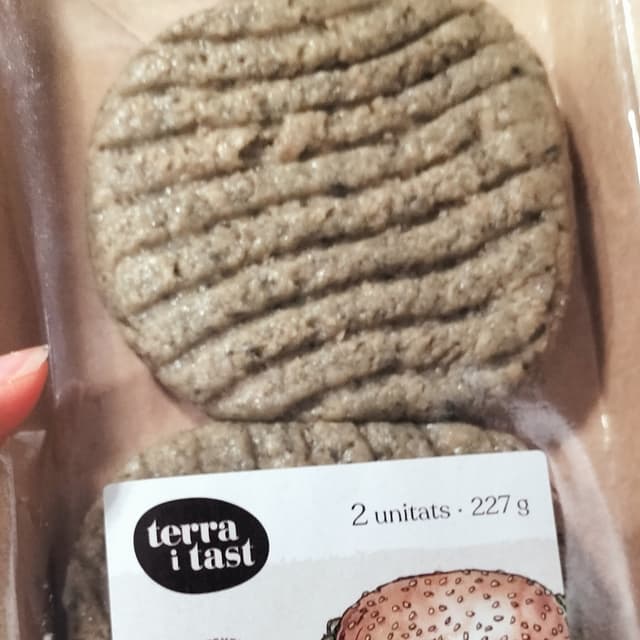 terra
i tast
2 unitats · 227 g